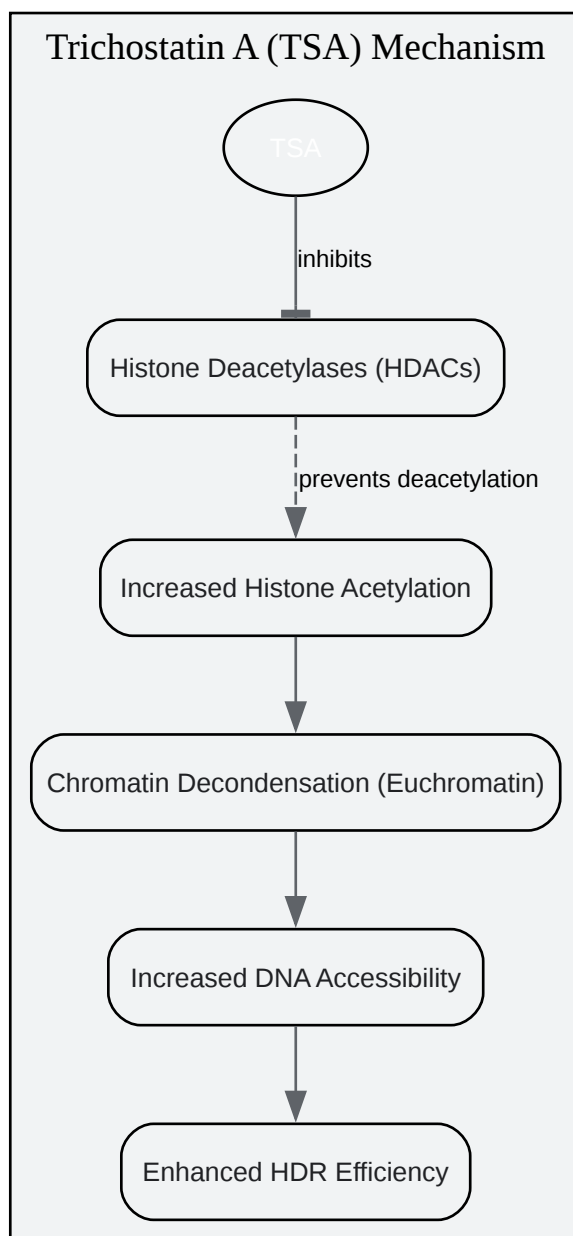 Trichostatin A (TSA) Mechanism
TSA
inhibits
Histone Deacetylases (HDACs)
prevents deacetylation
Increased Histone Acetylation
Chromatin Decondensation (Euchromatin)
Increased DNA Accessibility
Enhanced HDR Efficiency